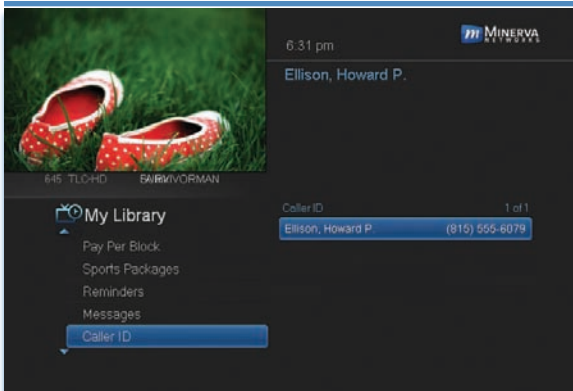 6:31 pm
m MINERVA
NETWORKS
Ellison, Howard P.
645 TLC-HD SURVIVORMAN
My Library
Pay Per Block
Sports Packages
Reminders
Messages
Caller ID
Caller ID 1 of 1
Ellison, Howard P. (815) 555-6079